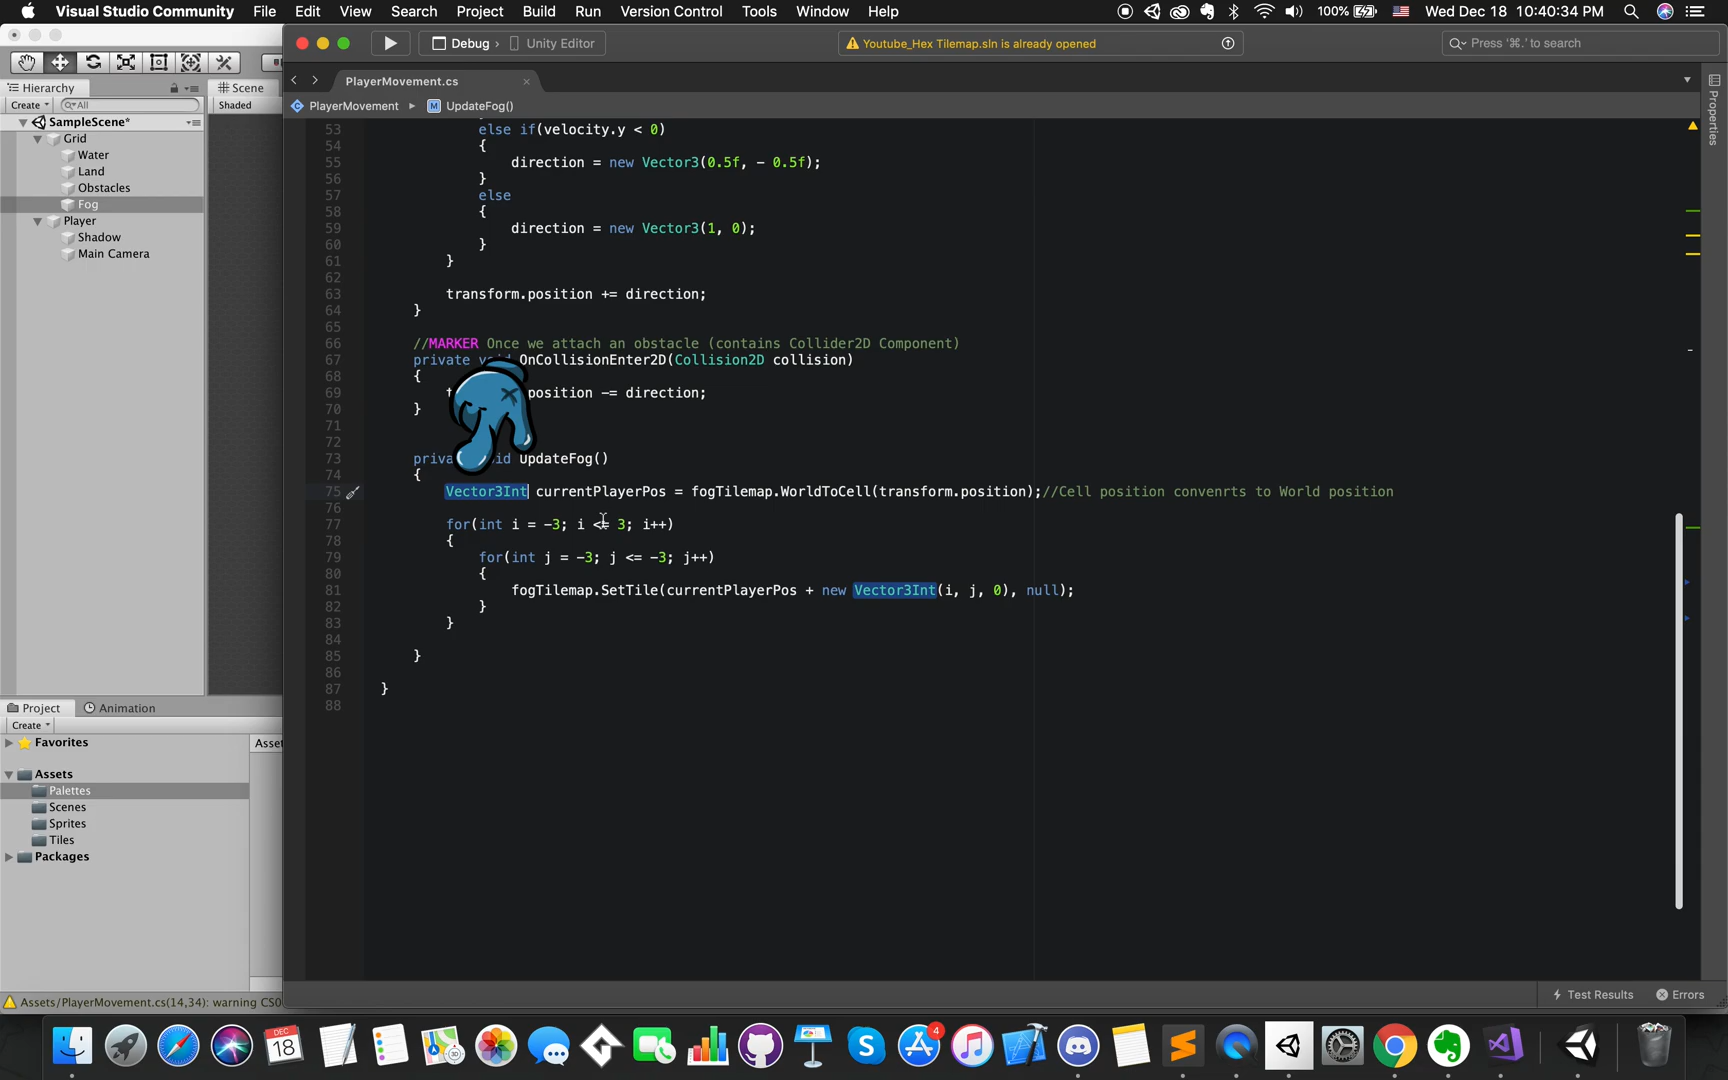 Visual Studio Community File Edit View Search Project Build Run Version Control Tools Window Help 100% Wed Dec 18 10:40:34 PM
Debug › Unity Editor
Youtube_Hex Tilemap.sln is already opened
Press '⌘.' to search
Hierarchy
Create
All
SampleScene*
Grid
Water
Land
Obstacles
Fog
Player
Shadow
Main Camera
# Scene
Shaded
Project
Animation
Create
Favorites
Assets
Palettes
Scenes
Sprites
Tiles
Packages
Asset
Assets/PlayerMovement.cs(14,34): warning CS0
PlayerMovement.cs
PlayerMovement ▸ M UpdateFog()
Properties
53 else if(velocity.y < 0)
54 {
55 direction = new Vector3(0.5f, - 0.5f);
56 }
57 else
58 {
59 direction = new Vector3(1, 0);
60 }
61 }
62
63 transform.position += direction;
64 }
65
66 //MARKER Once we attach an obstacle (contains Collider2D Component)
67 private OnCollisionEnter2D(Collision2D collision)
68 {
69 position -= direction;
70 }
71
72
73 UpdateFog()
74 {
75 Vector3Int currentPlayerPos = fogTilemap.WorldToCell(transform.position);//Cell position convenrts to World position
76
77 for(int i = -3; i <= 3; i++)
78 {
79 for(int j = -3; j <= -3; j++)
80 {
81 fogTilemap.SetTile(currentPlayerPos + new Vector3Int(i, j, 0), null);
82 }
83 }
84
85 }
86
87 }
88
Test Results Errors
DEC
18
4